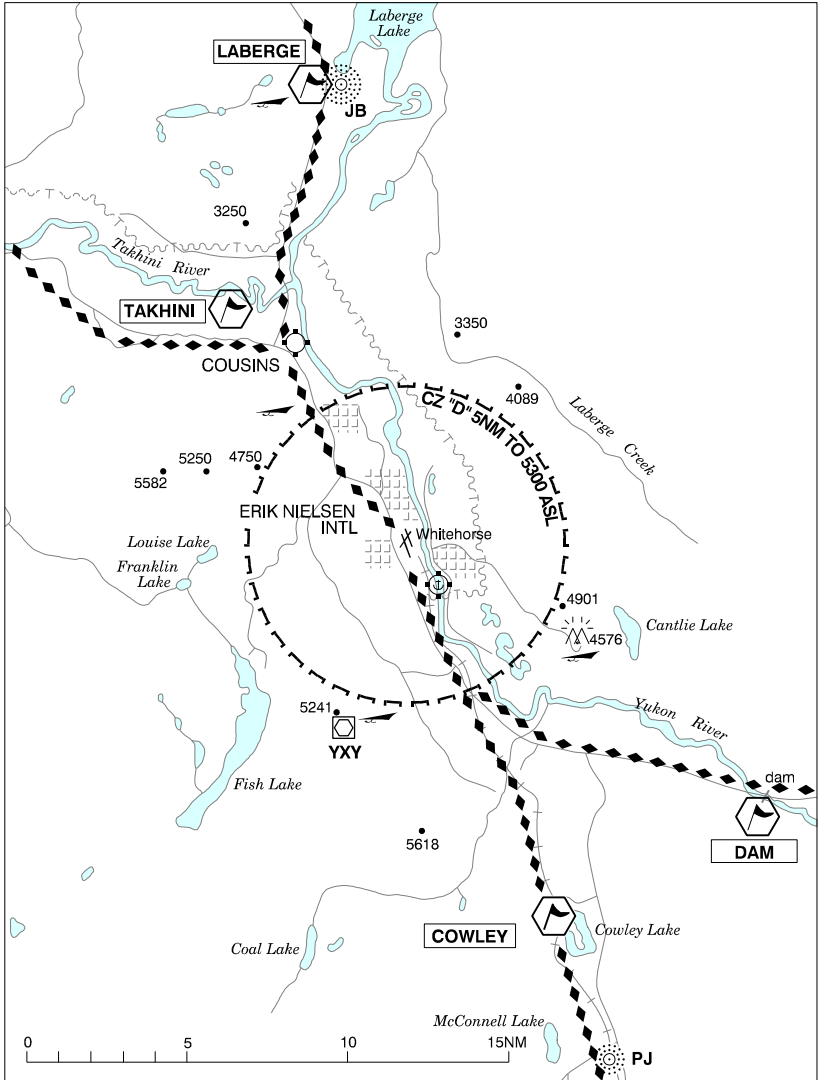 Laberge
Lake
LABERGE
JB
3250
Takhini River
TAKHINI
3350
COUSINS
4089
CZ "D" 5NM TO 5300 ASL
Laberge Creek
4750
5250
5582
ERIK NIELSEN
INTL
Whitehorse
Louise Lake
Franklin
Lake
4901
Cantlie Lake
4576
5241
YXY
Yukon River
Fish Lake
dam
5618
DAM
COWLEY
Cowley Lake
Coal Lake
McConnell Lake
0 5 10 15NM
PJ